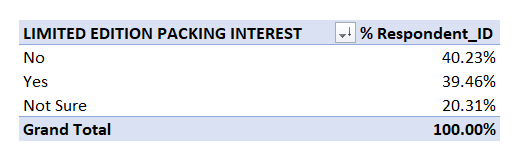 LIMITED EDITION PACKING INTEREST % Respondent_ID
No 40.23%
Yes 39.46%
Not Sure 20.31%
Grand Total 100.00%